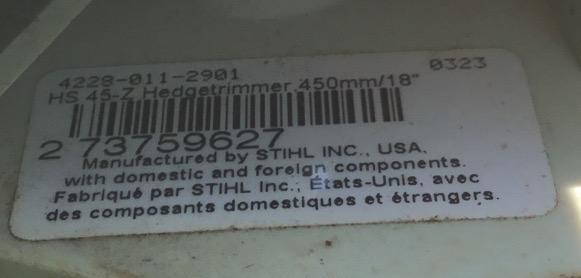 4228-011-2901 0323
HS 45-Z Hedgetrimmer 450mm/18"
2 73759627
Manufactured by STIHL INC., USA,
with domestic and foreign components.
Fabriqué par STIHL Inc., États-Unis, avec
des composants domestiques et étrangers.